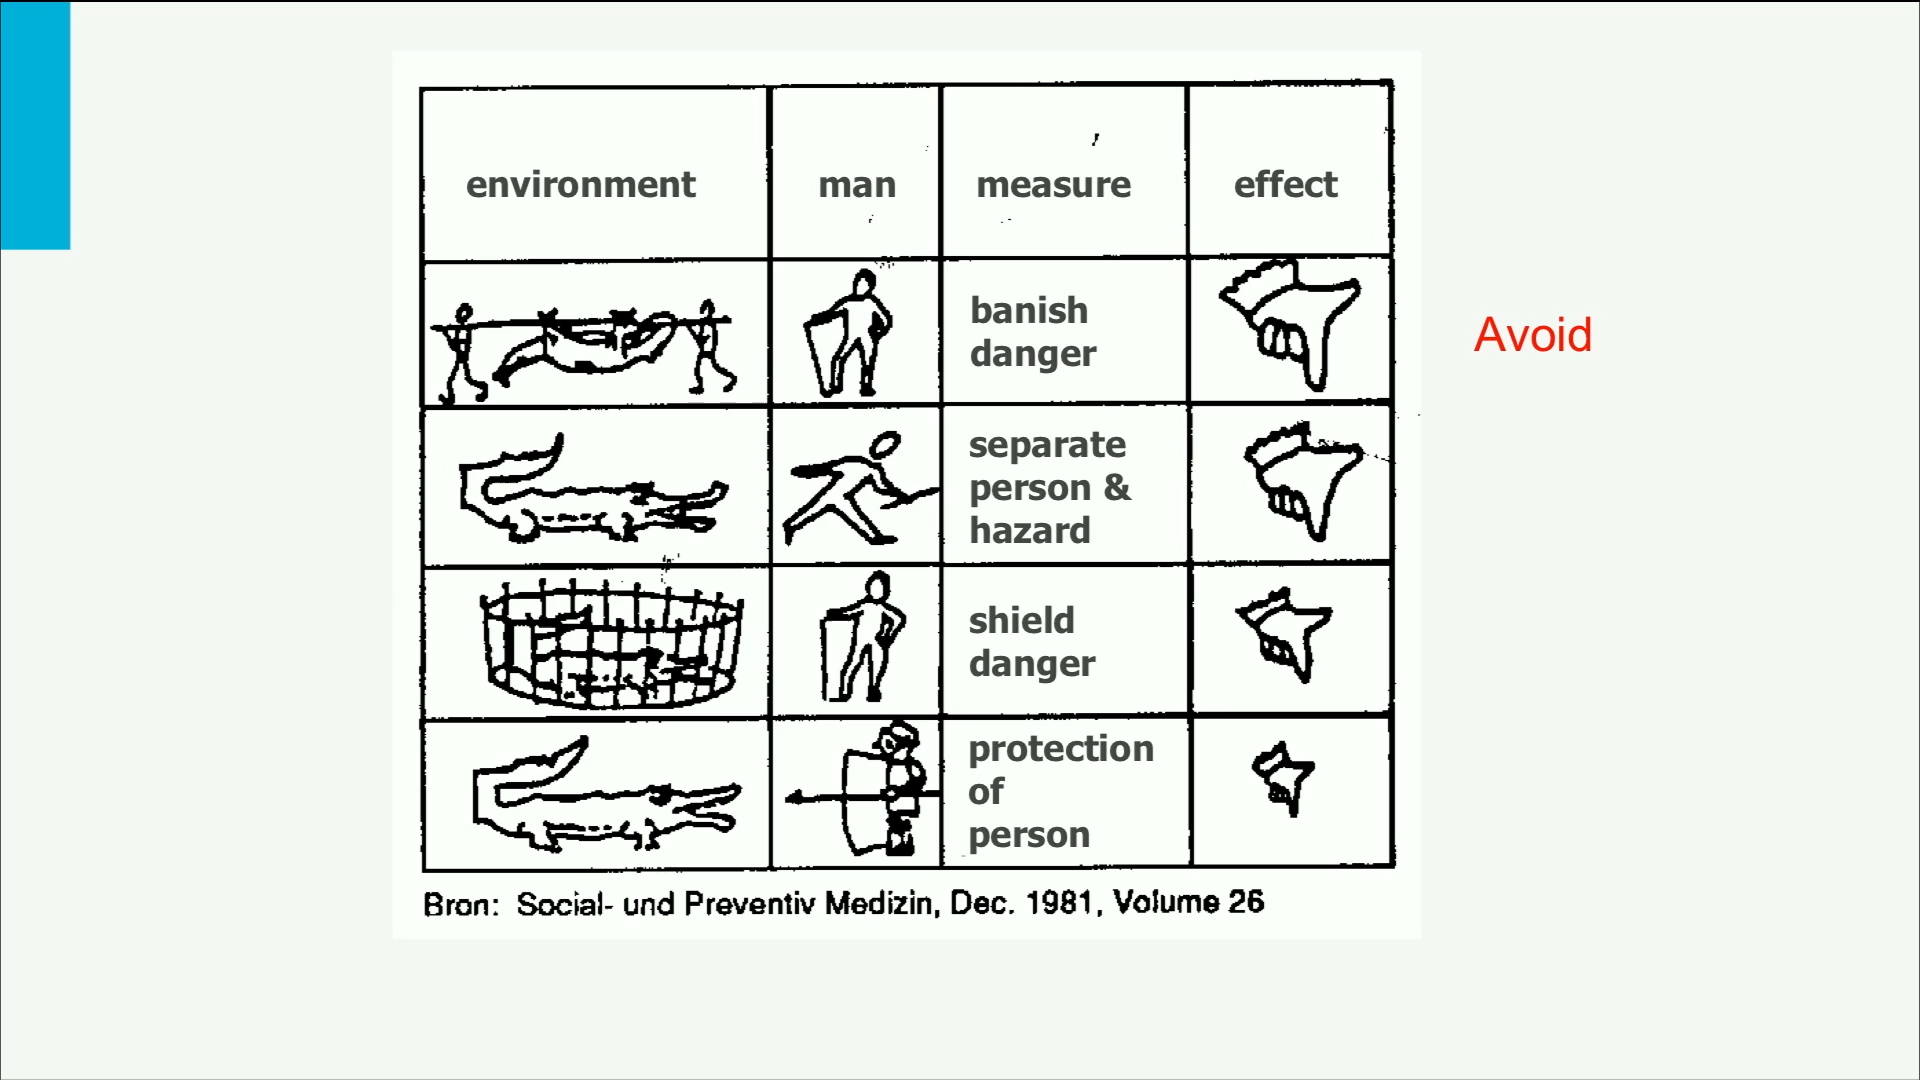 environment man measure effect
banish
danger
Avoid
separate
person &
hazard
shield
danger
protection
of
person
Bron: Social- und Preventiv Medizin, Dec. 1981, Volume 26